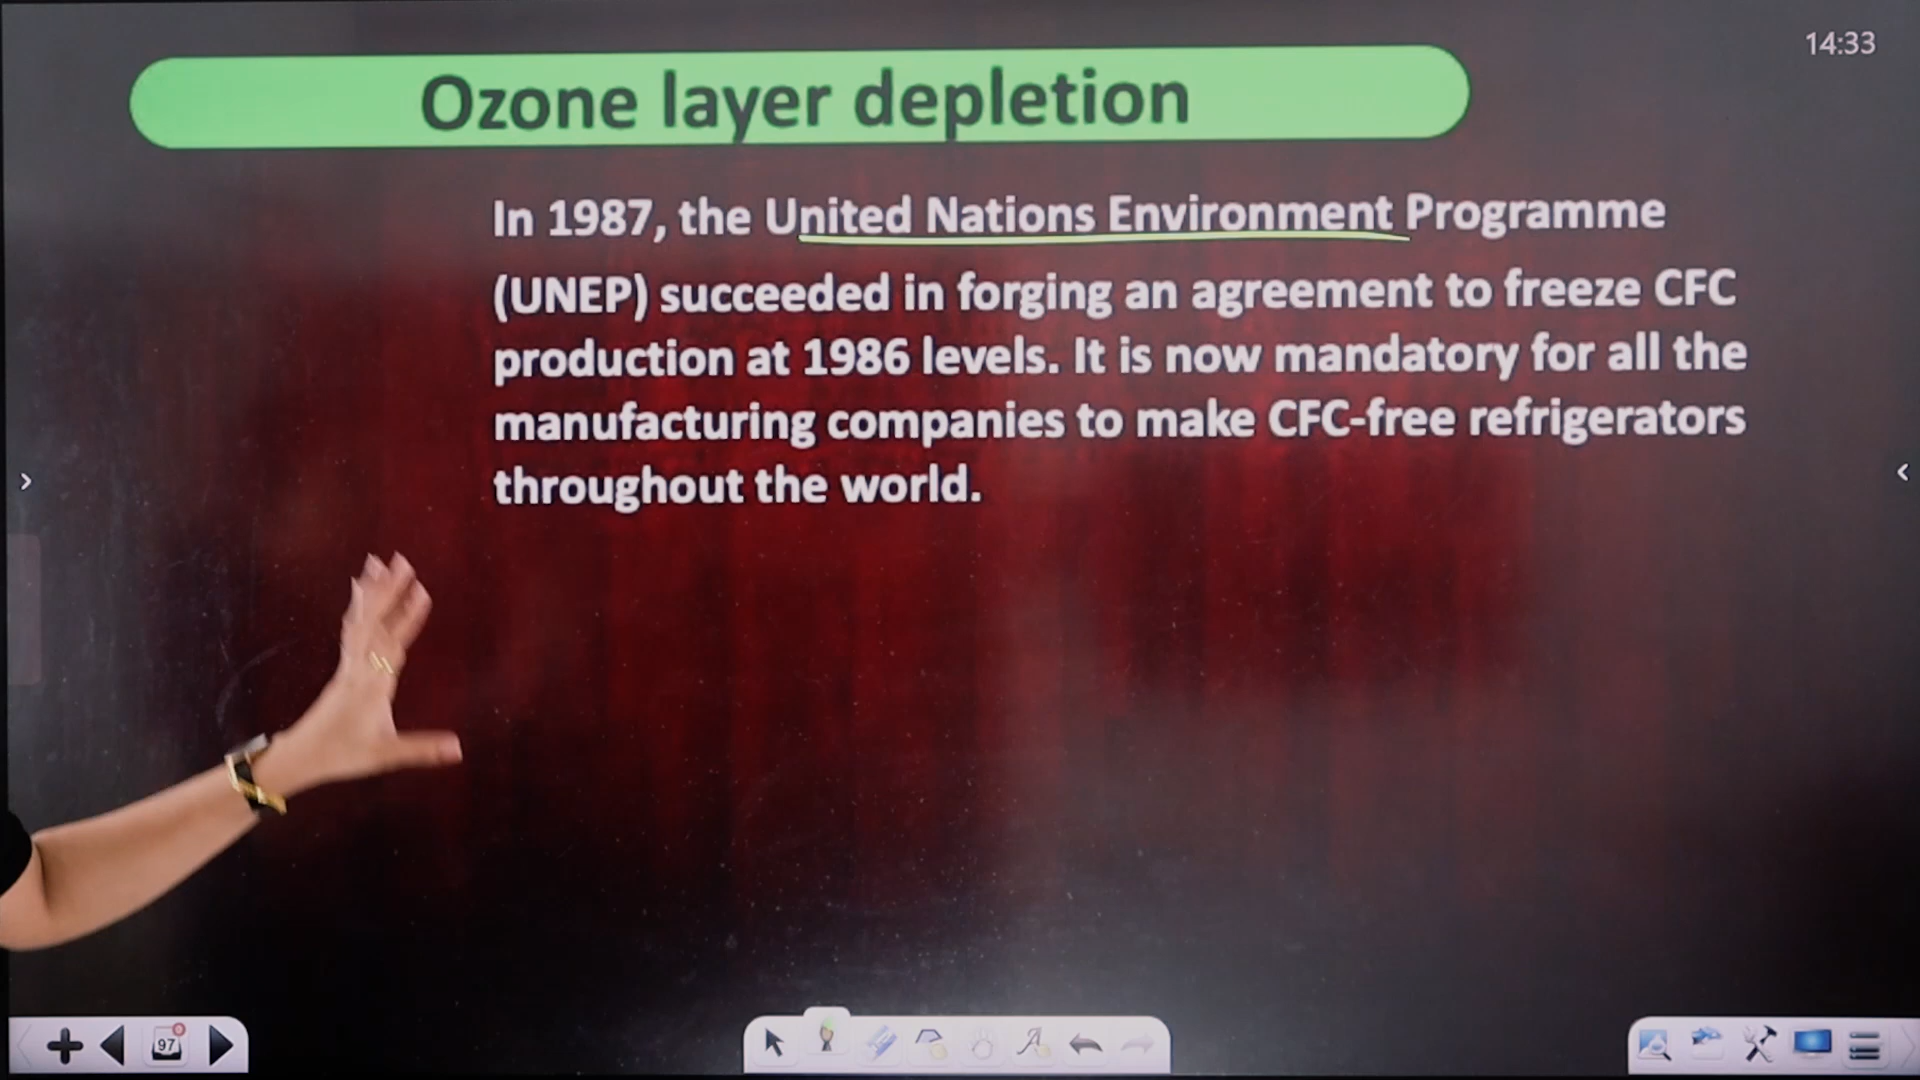 14:33
Ozone layer depletion
In 1987, the United Nations Environment Programme
(UNEP) succeeded in forging an agreement to freeze CFC
production at 1986 levels. It is now mandatory for all the
manufacturing companies to make CFC-free refrigerators
throughout the world.
97